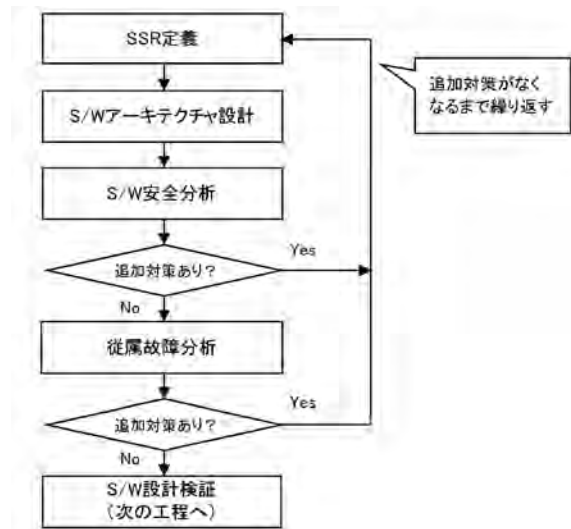 SSR定義
追加対策がなく
なるまで繰り返す
S/Wアーキテクチャ設計
S/W安全分析
追加対策あり?
Yes
No
従属故障分析
追加対策あり?
Yes
No
S/W設計検証
(次の工程へ)